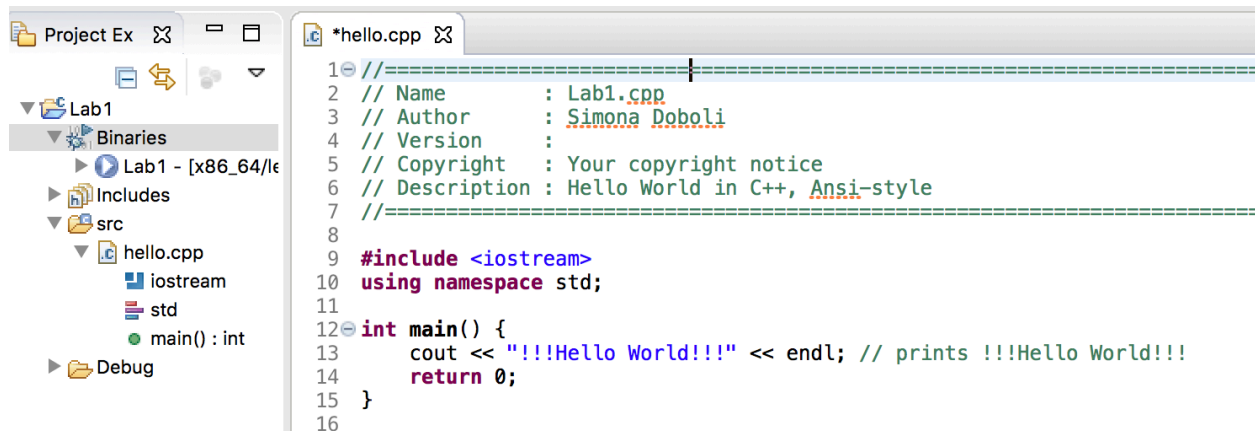 Project Ex
Lab1
Binaries
Lab1 - [x86_64/le
Includes
src
hello.cpp
iostream
std
main() : int
Debug
*hello.cpp
1 //=======================================================================
2 // Name        : Lab1.cpp
3 // Author      : Simona Doboli
4 // Version     :
5 // Copyright   : Your copyright notice
6 // Description : Hello World in C++, Ansi-style
7 //=======================================================================
8
9 #include <iostream>
10 using namespace std;
11
12 int main() {
13     cout << "!!!Hello World!!!" << endl; // prints !!!Hello World!!!
14     return 0;
15 }
16